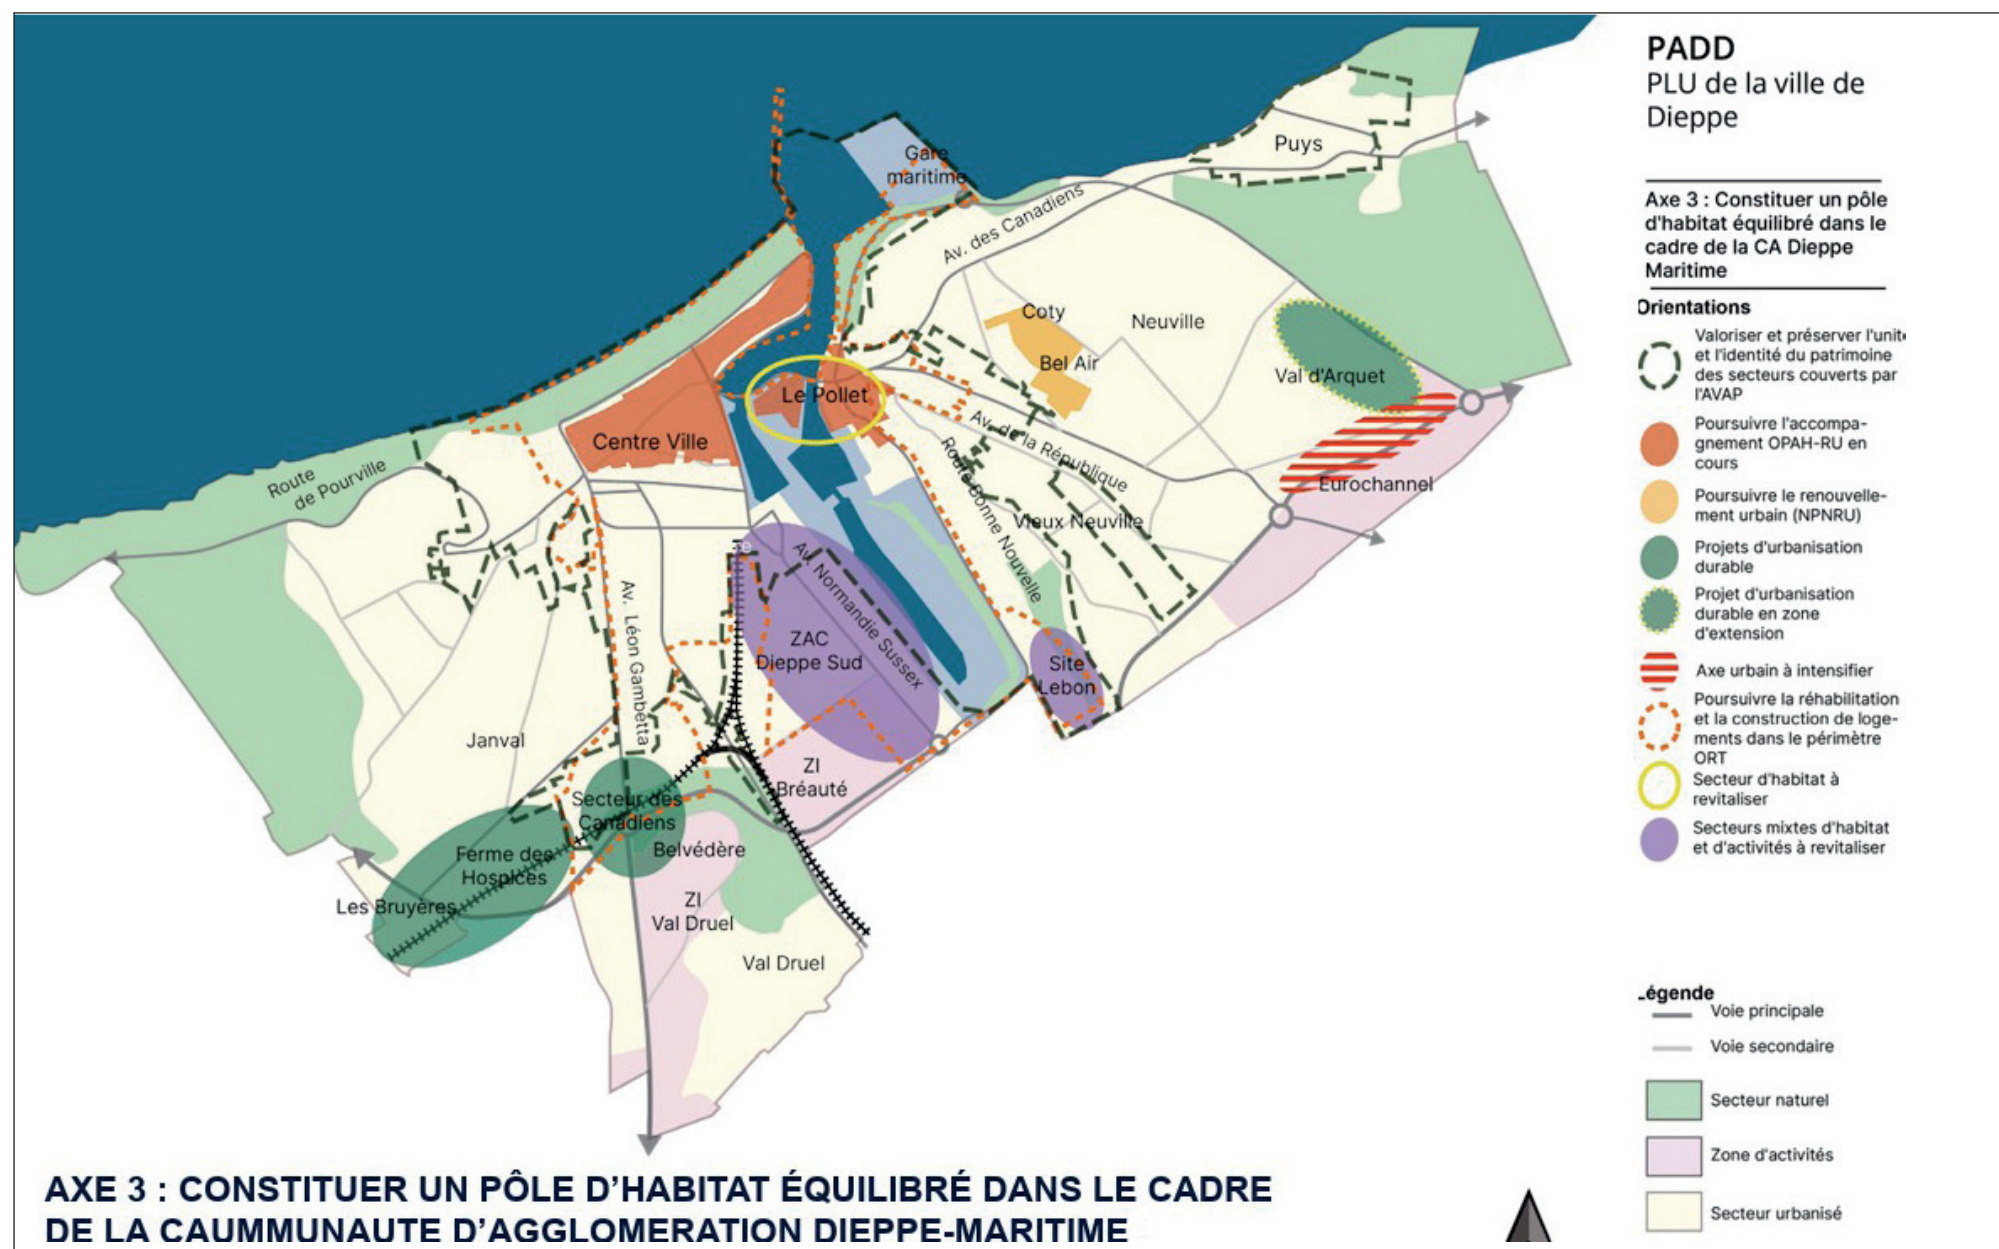 PADD
PLU de la ville de
Dieppe
Axe 3 : Constituer un pôle
d'habitat équilibré dans le
cadre de la CA Dieppe
Maritime
Orientations
Valoriser et préserver l'unit
et l'identité du patrimoine
des secteurs couverts par
l'AVAP
Poursuivre l'accompa-
gnement OPAH-RU en
cours
Poursuivre le renouvelle-
ment urbain (NPNRU)
Projets d'urbanisation
durable
Projet d'urbanisation
durable en zone
d'extension
Axe urbain à intensifier
Poursuivre la réhabilitation
et la construction de loge-
ments dans le périmètre
ORT
Secteur d'habitat à
revitaliser
Secteurs mixtes d'habitat
et d'activités à revitaliser
Légende
Voie principale
Voie secondaire
Secteur naturel
Zone d'activités
Secteur urbanisé
Puys
Gare
maritime
Av. des Canadiens
Coty
Neuville
Bel Air
Val d'Arquet
Le Pollet
Centre Ville
Av. de la République
Route
de Pourville
Eurochannel
Route Bonne Nouvelle
Vieux Neuville
Av. Normandie Sussex
Av. Léon Gambetta
ZAC
Dieppe Sud
Site
Lebon
Janval
ZI
Bréauté
Secteur des
Canadiens
Belvédère
Ferme des
Hospices
Les Bruyères
ZI
Val Druel
Val Druel
AXE 3 : CONSTITUER UN PÔLE D'HABITAT ÉQUILIBRÉ DANS LE CADRE
DE LA CAUMMUNAUTE D'AGGLOMERATION DIEPPE-MARITIME